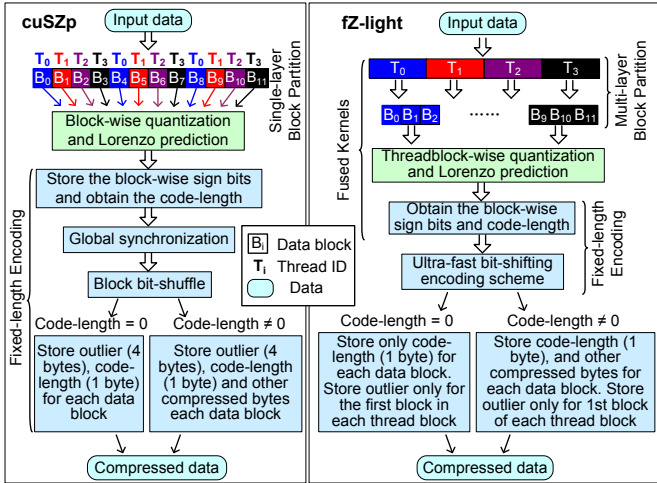 cuSZp
Input data
T0 T1 T2 T3 T0 T1 T2 T3 T0 T1 T2 T3
B0 B1 B2 B3 B4 B5 B6 B7 B8 B9 B10 B11
Single-layer
Block Partition
Block-wise quantization
and Lorenzo prediction
Fixed-length Encoding
Store the block-wise sign bits
and obtain the code-length
Global synchronization
Block bit-shuffle
Code-length = 0
Code-length ≠ 0
Store outlier (4
bytes), code-
length (1 byte)
for each data
block
Store outlier (4
bytes), code-length
(1 byte) and other
compressed bytes
each data block
Compressed data
Bi Data block
Ti Thread ID
Data
fZ-light
Input data
T0 T1 T2 T3
B0 B1 B2 ...... B9 B10 B11
Multi-layer
Block Partition
Fused Kernels
Threadblock-wise quantization
and Lorenzo prediction
Obtain the block-wise
sign bits and code-length
Ultra-fast bit-shifting
encoding scheme
Fixed-length
Encoding
Code-length = 0
Code-length ≠ 0
Store only code-
length (1 byte) for
each data block.
Store outlier only for
the first block in
each thread block
Store code-length (1
byte), and other
compressed bytes for
each data block. Store
outlier only for 1st block
of each thread block
Compressed data